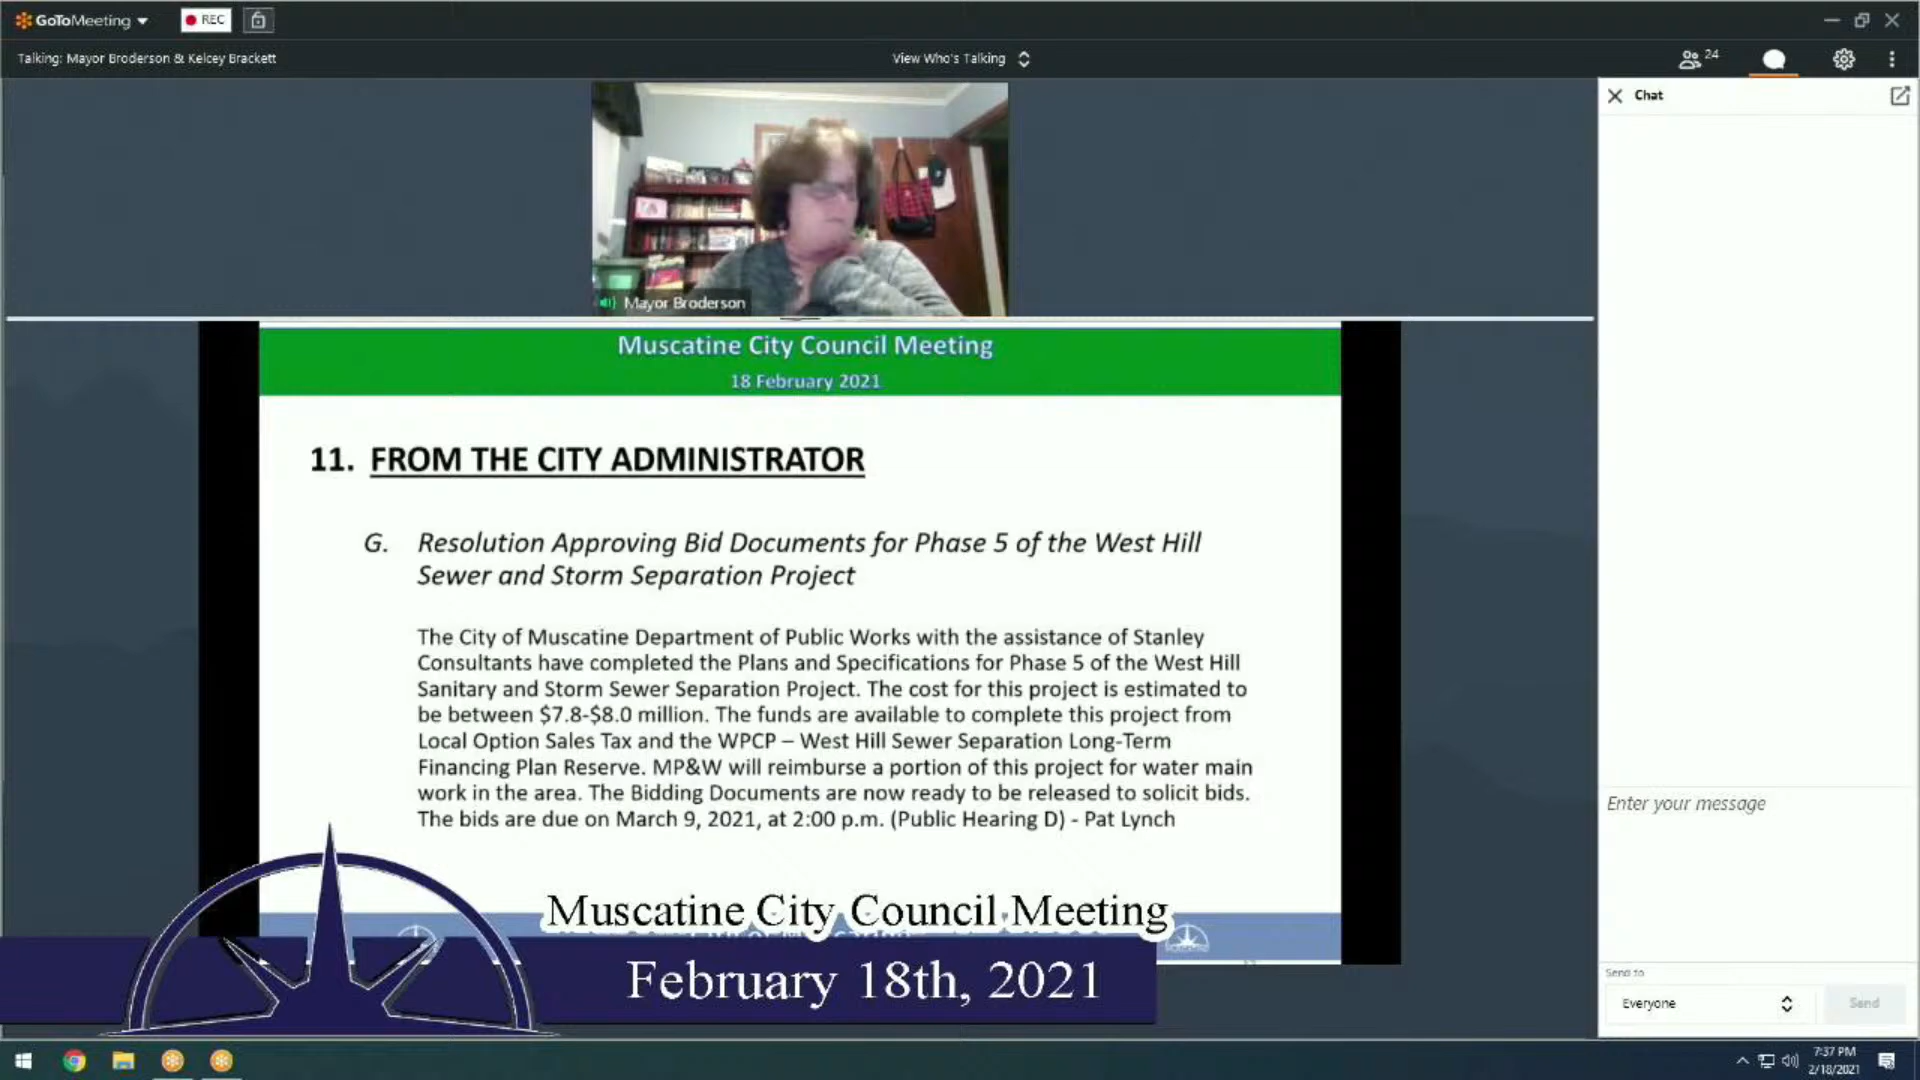 GoToMeeting
REC
Talking: Mayor Broderson & Kelcey Brackett
View Who's Talking
24
Chat
Mayor Broderson
Muscatine City Council Meeting
18 February 2021
11. FROM THE CITY ADMINISTRATOR
G. Resolution Approving Bid Documents for Phase 5 of the West Hill
Sewer and Storm Separation Project
The City of Muscatine Department of Public Works with the assistance of Stanley
Consultants have completed the Plans and Specifications for Phase 5 of the West Hill
Sanitary and Storm Sewer Separation Project. The cost for this project is estimated to
be between $7.8-$8.0 million. The funds are available to complete this project from
Local Option Sales Tax and the WPCP – West Hill Sewer Separation Long-Term
Financing Plan Reserve. MP&W will reimburse a portion of this project for water main
work in the area. The Bidding Documents are now ready to be released to solicit bids.
The bids are due on March 9, 2021, at 2:00 p.m. (Public Hearing D) - Pat Lynch
Muscatine City Council Meeting
February 18th, 2021
Enter your message
Send to
Everyone
Send
7:37 PM
2/18/2021